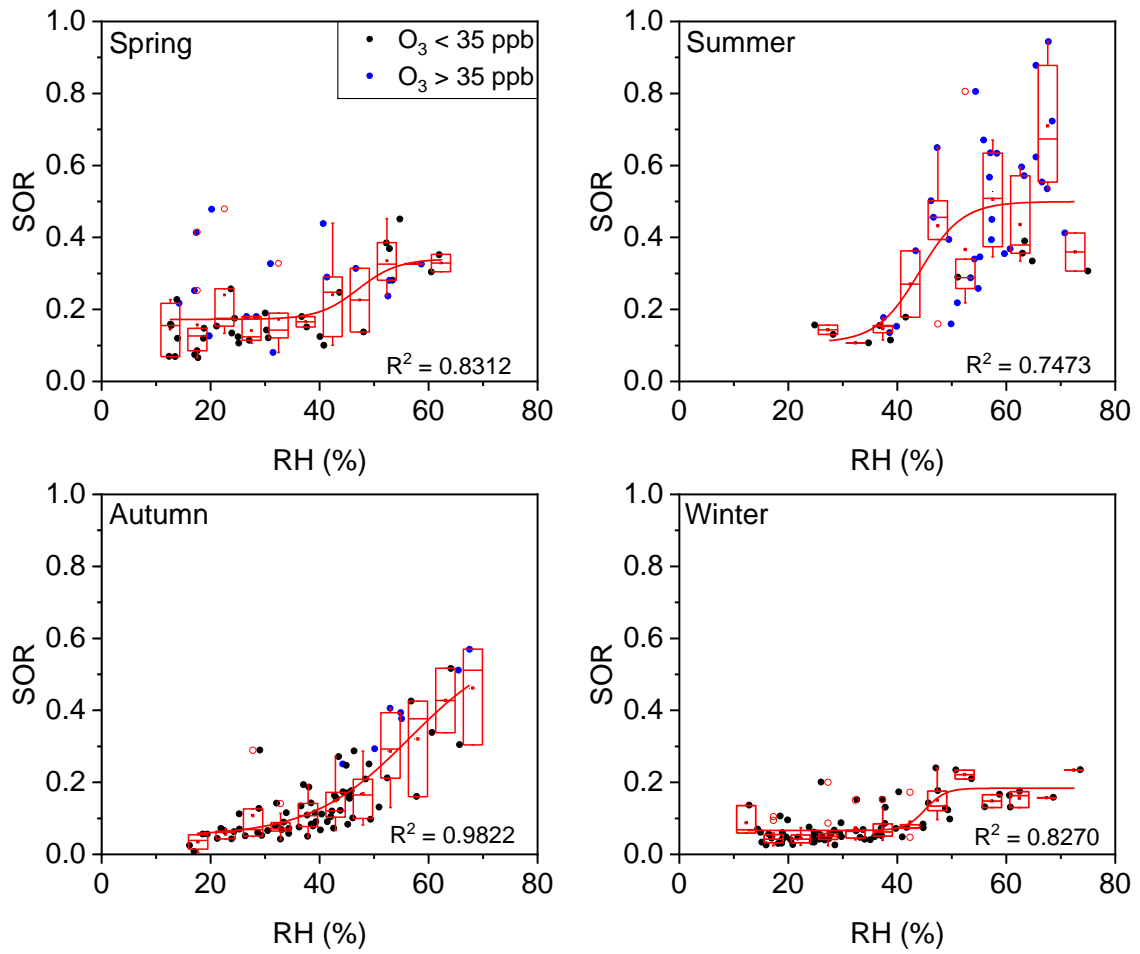 1.0
0.8
0.6
0.4
0.2
0.0
SOR
Spring
O₃ < 35 ppb
O₃ > 35 ppb
R² = 0.8312
0 20 40 60 80
RH (%)
1.0
0.8
0.6
0.4
0.2
0.0
SOR
Summer
R² = 0.7473
0 20 40 60 80
RH (%)
1.0
0.8
0.6
0.4
0.2
0.0
SOR
Autumn
R² = 0.9822
0 20 40 60 80
RH (%)
1.0
0.8
0.6
0.4
0.2
0.0
SOR
Winter
R² = 0.8270
0 20 40 60 80
RH (%)